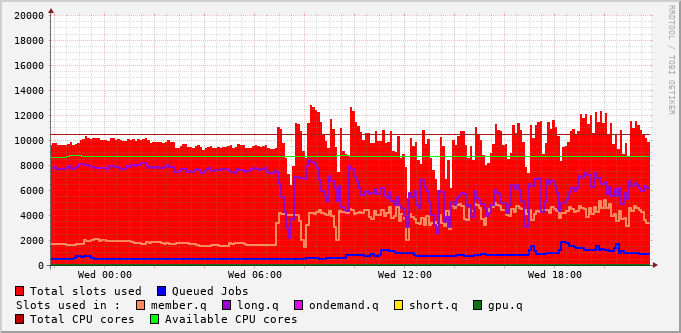 20000
18000
16000
14000
12000
10000
8000
6000
4000
2000
0
Wed 00:00 Wed 06:00 Wed 12:00 Wed 18:00
RRDTOOL / TOBI OETIKER
Total slots used Queued Jobs
Slots used in : member.q long.q ondemand.q short.q gpu.q
Total CPU cores Available CPU cores